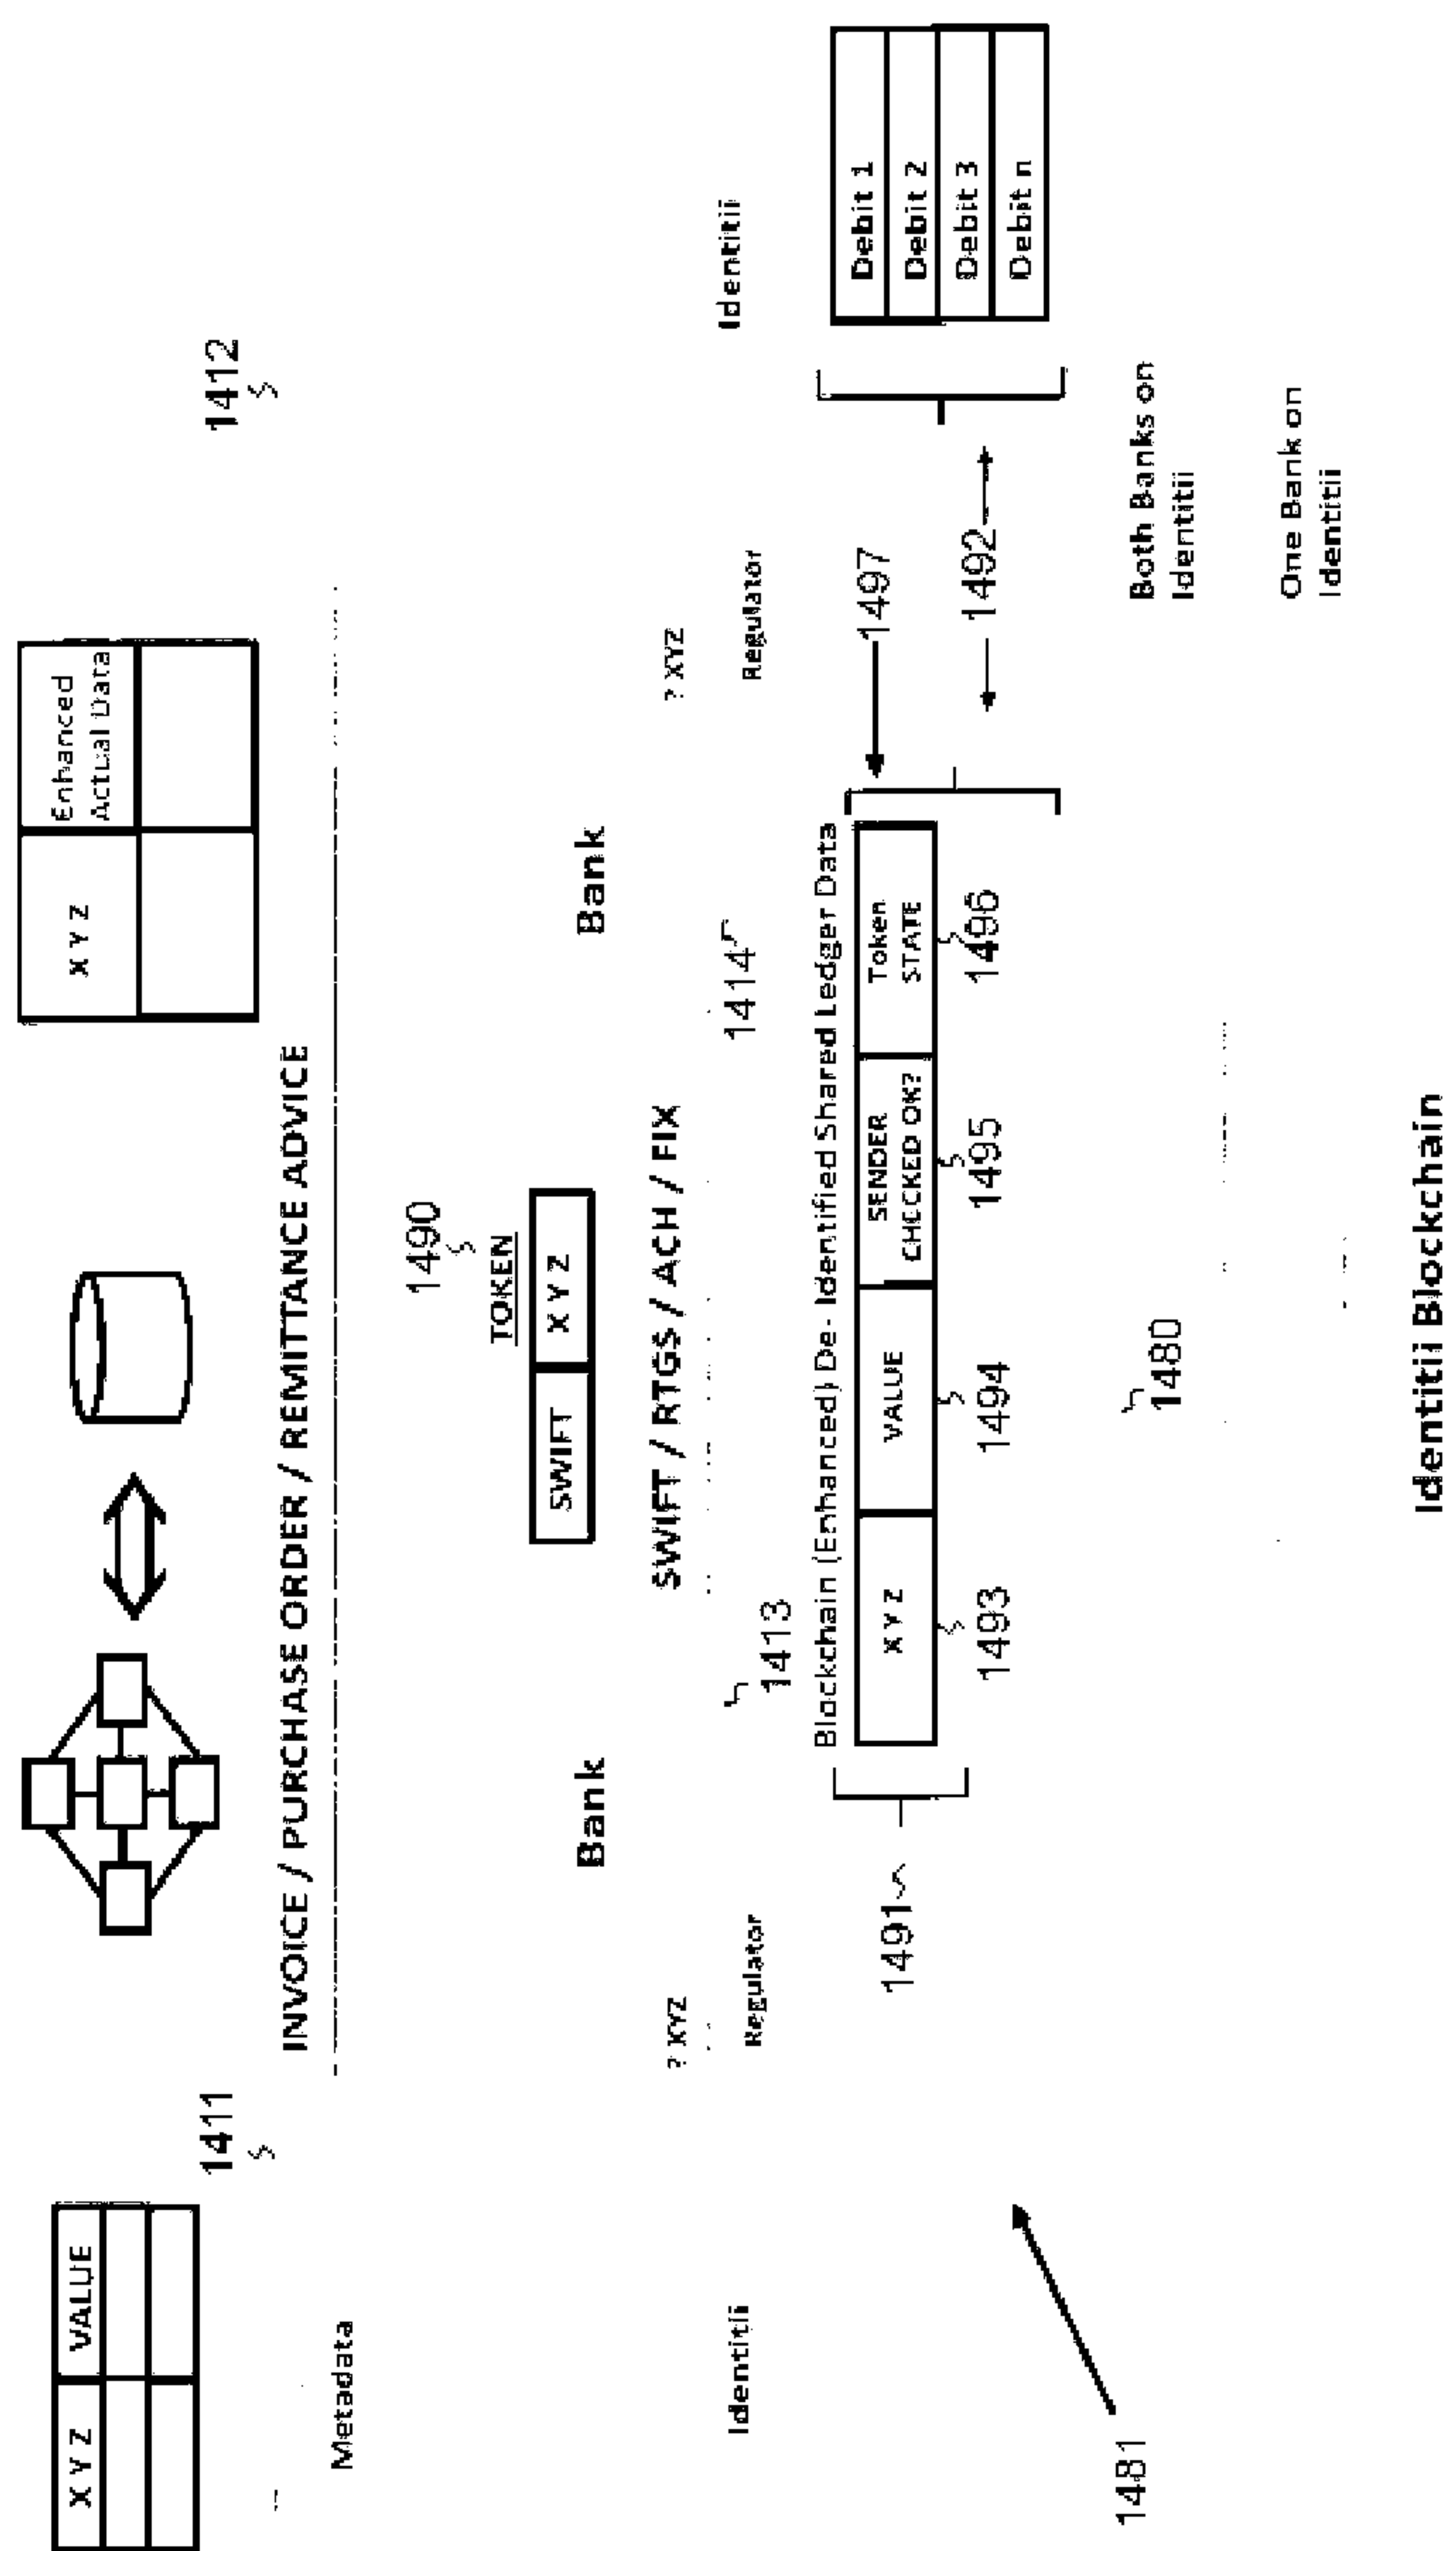 X Y Z
VALUE
1411
Metadata
INVOICE / PURCHASE ORDER / REMITTANCE ADVICE
X Y Z
Enhanced
Actual Data
1412
1490
TOKEN
SWIFT
X Y Z
Bank
Bank
SWIFT / RTGS / ACH / FIX
? XYZ
? XYZ
Identitii
Regulator
1413
1414
Regulator
Identitii
Blockchain (Enhanced) De- Identified Shared Ledger Data
1491
X Y Z
VALUE
SENDER
CHECKED OK?
Token
STATE
1493
1494
1495
1496
1497
1492
Debit 1
Debit 2
Debit 3
Debit n
1481
1480
Both Banks on
Identitii
One Bank on
Identitii
Identitii Blockchain